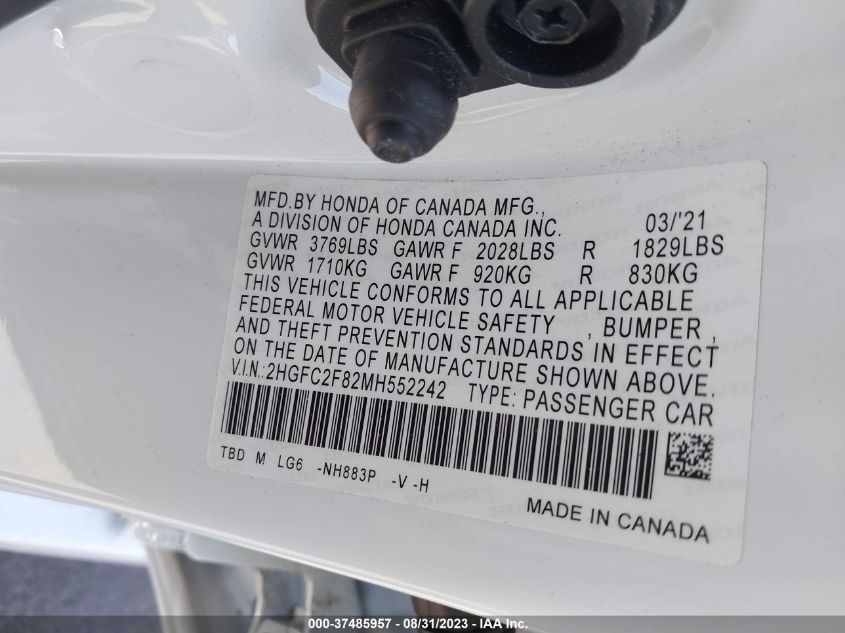 MFD.BY HONDA OF CANADA MFG.,
A DIVISION OF HONDA CANADA INC. 03/'21
GVWR 3769LBS GAWR F 2028LBS R 1829LBS
GVWR 1710KG GAWR F 920KG R 830KG
THIS VEHICLE CONFORMS TO ALL APPLICABLE
FEDERAL MOTOR VEHICLE SAFETY , BUMPER ,
AND THEFT PREVENTION STANDARDS IN EFFECT
ON THE DATE OF MANUFACTURE SHOWN ABOVE.
V.I.N.:2HGFC2F82MH552242 TYPE: PASSENGER CAR
TBD M LG6 -NH883P -V -H
MADE IN CANADA
000-37485957 - 08/31/2023 - IAA Inc.